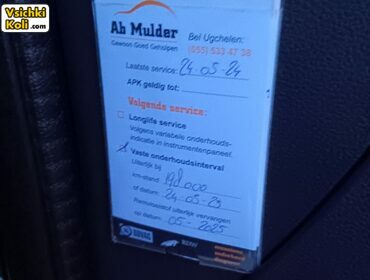 Vsichki
Koli.com
Ab Mulder
Gewoon Goed Geholpen
Bel Ugchelen:
(055) 533 47 38
Laatste service: 24-05-24
APK geldig tot:
Volgende service:
Longlife service
Volgens variabele onderhouds-
indicatie in instrumentenpaneel.
Vaste onderhoudsinterval
Uiterlijk bij
km-stand: 198.000
of datum: 24-05-25
Remvloeistof uiterlijk vervangen
op datum: 05-2025
BOVAG